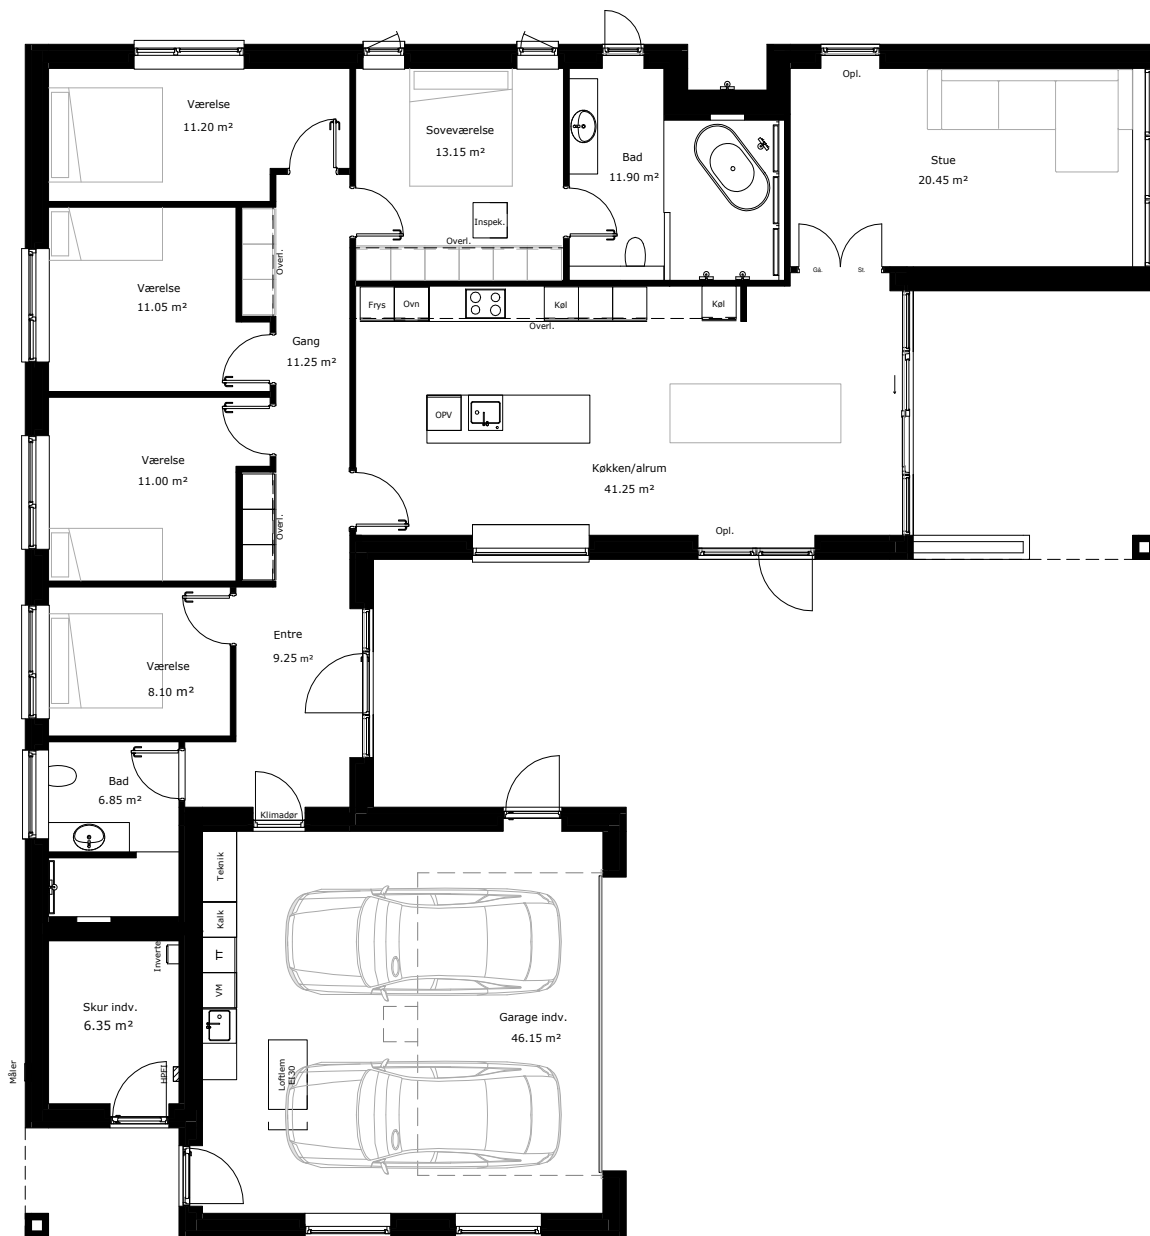 Værelse
11.20 m²
Soveværelse
13.15 m²
Bad
11.90 m²
Opl.
Stue
20.45 m²
Inspek.
Overl.
Overl.
Gå.
St.
Værelse
11.05 m²
Gang
11.25 m²
Frys
Ovn
Køl
Køl
Overl.
OPV
Køkken/alrum
41.25 m²
Værelse
11.00 m²
Overl.
Opl.
Værelse
8.10 m²
Entre
9.25 m²
Bad
6.85 m²
Klimadør
Teknik
Kalk
TT
VM
Inverte
Skur indv.
6.35 m²
Garage indv.
46.15 m²
Måler
HPFI
Loftlem
EI30